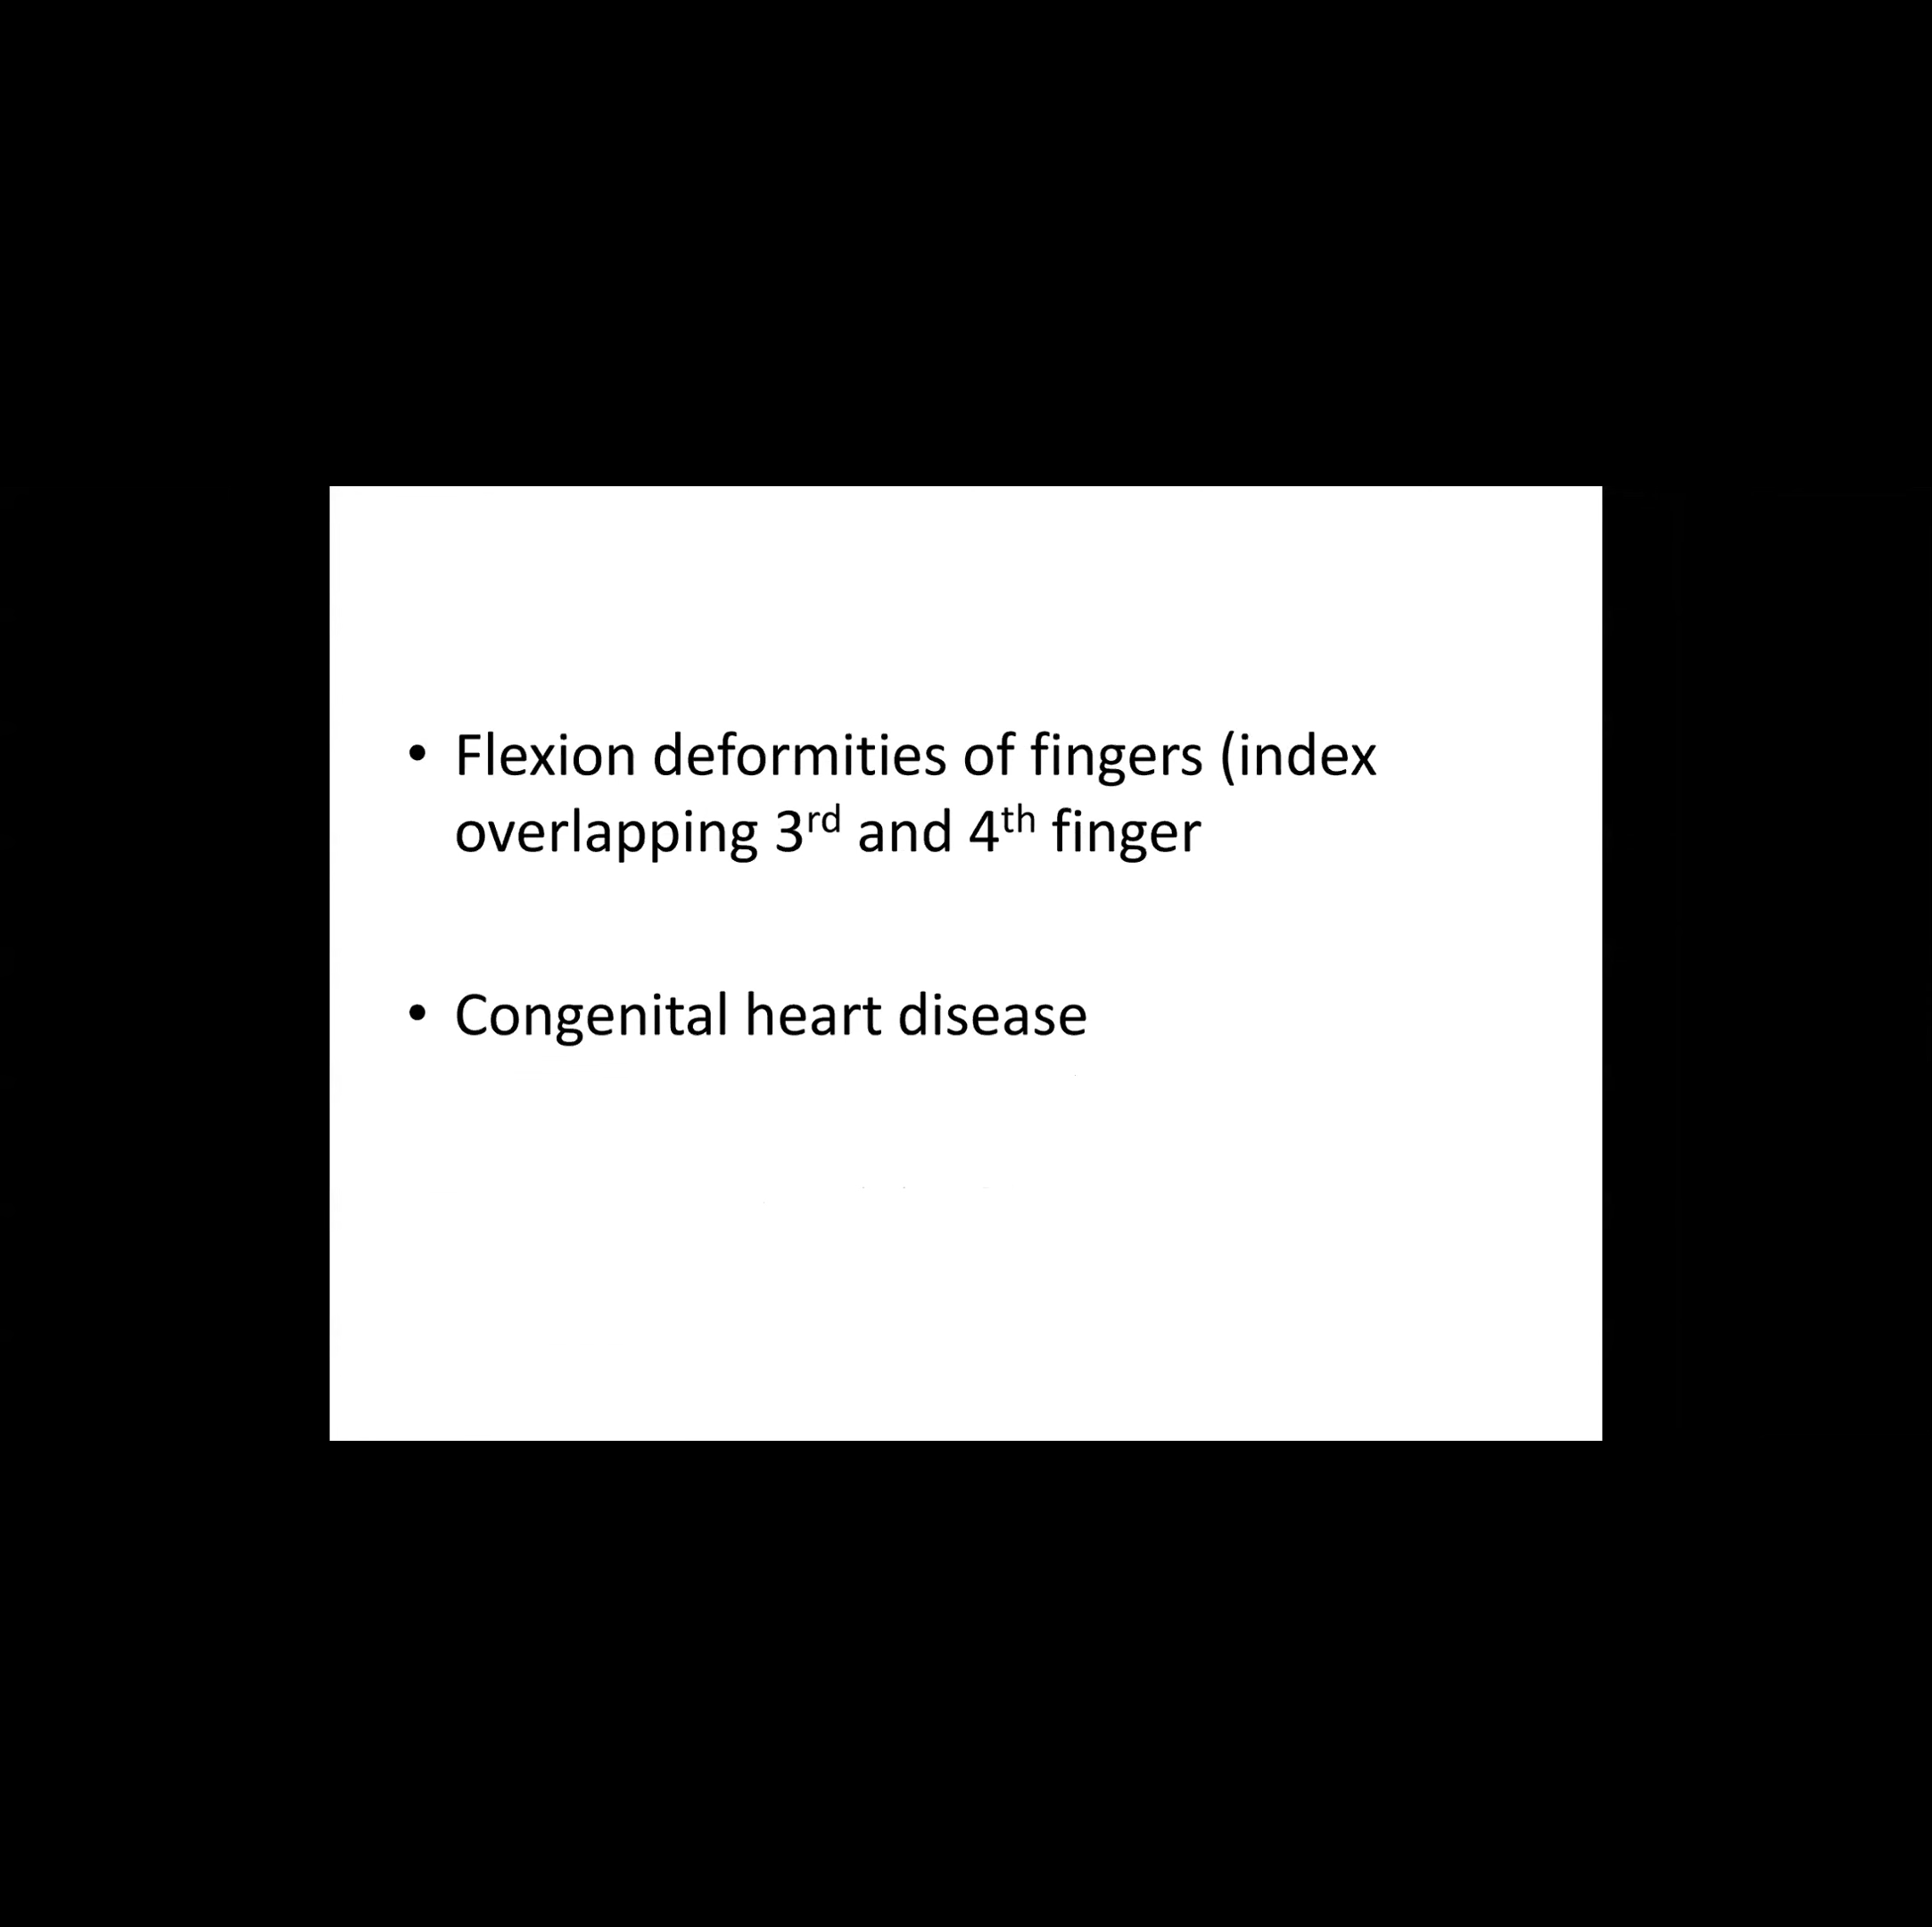 • Flexion deformities of fingers (index
overlapping 3rd and 4th finger
• Congenital heart disease